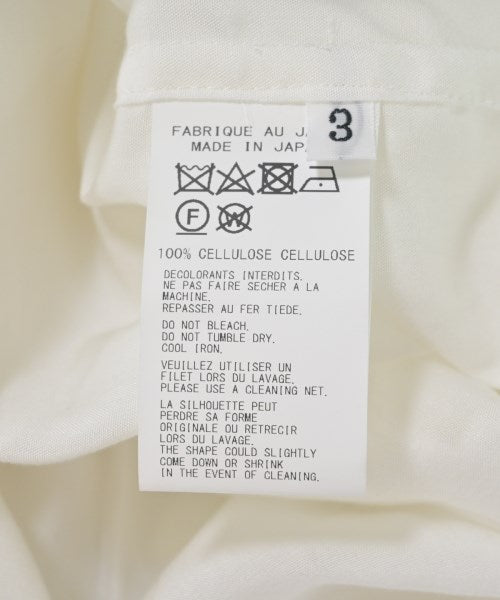 FABRIQUE AU
3
MADE IN
F
W
100% CELLULOSE CELLULOSE
DECOLORANTS INTERDITS.
NE PAS FAIRE SECHER A LA
MACHINE.
REPASSER AU FER TIEDE.
DO NOT BLEACH.
DO NOT TUMBLE DRY.
COOL IRON.
VEUILLEZ UTILISER UN
FILET LORS DU LAVAGE.
PLEASE USE A CLEANING NET.
LA SILHOUETTE PEUT
PERDRE SA FORME
ORIGINALE OU RETRECIR
LORS DU LAVAGE.
THE SHAPE COULD SLIGHTLY
COME DOWN OR SHRINK
IN THE EVENT OF CLEANING.